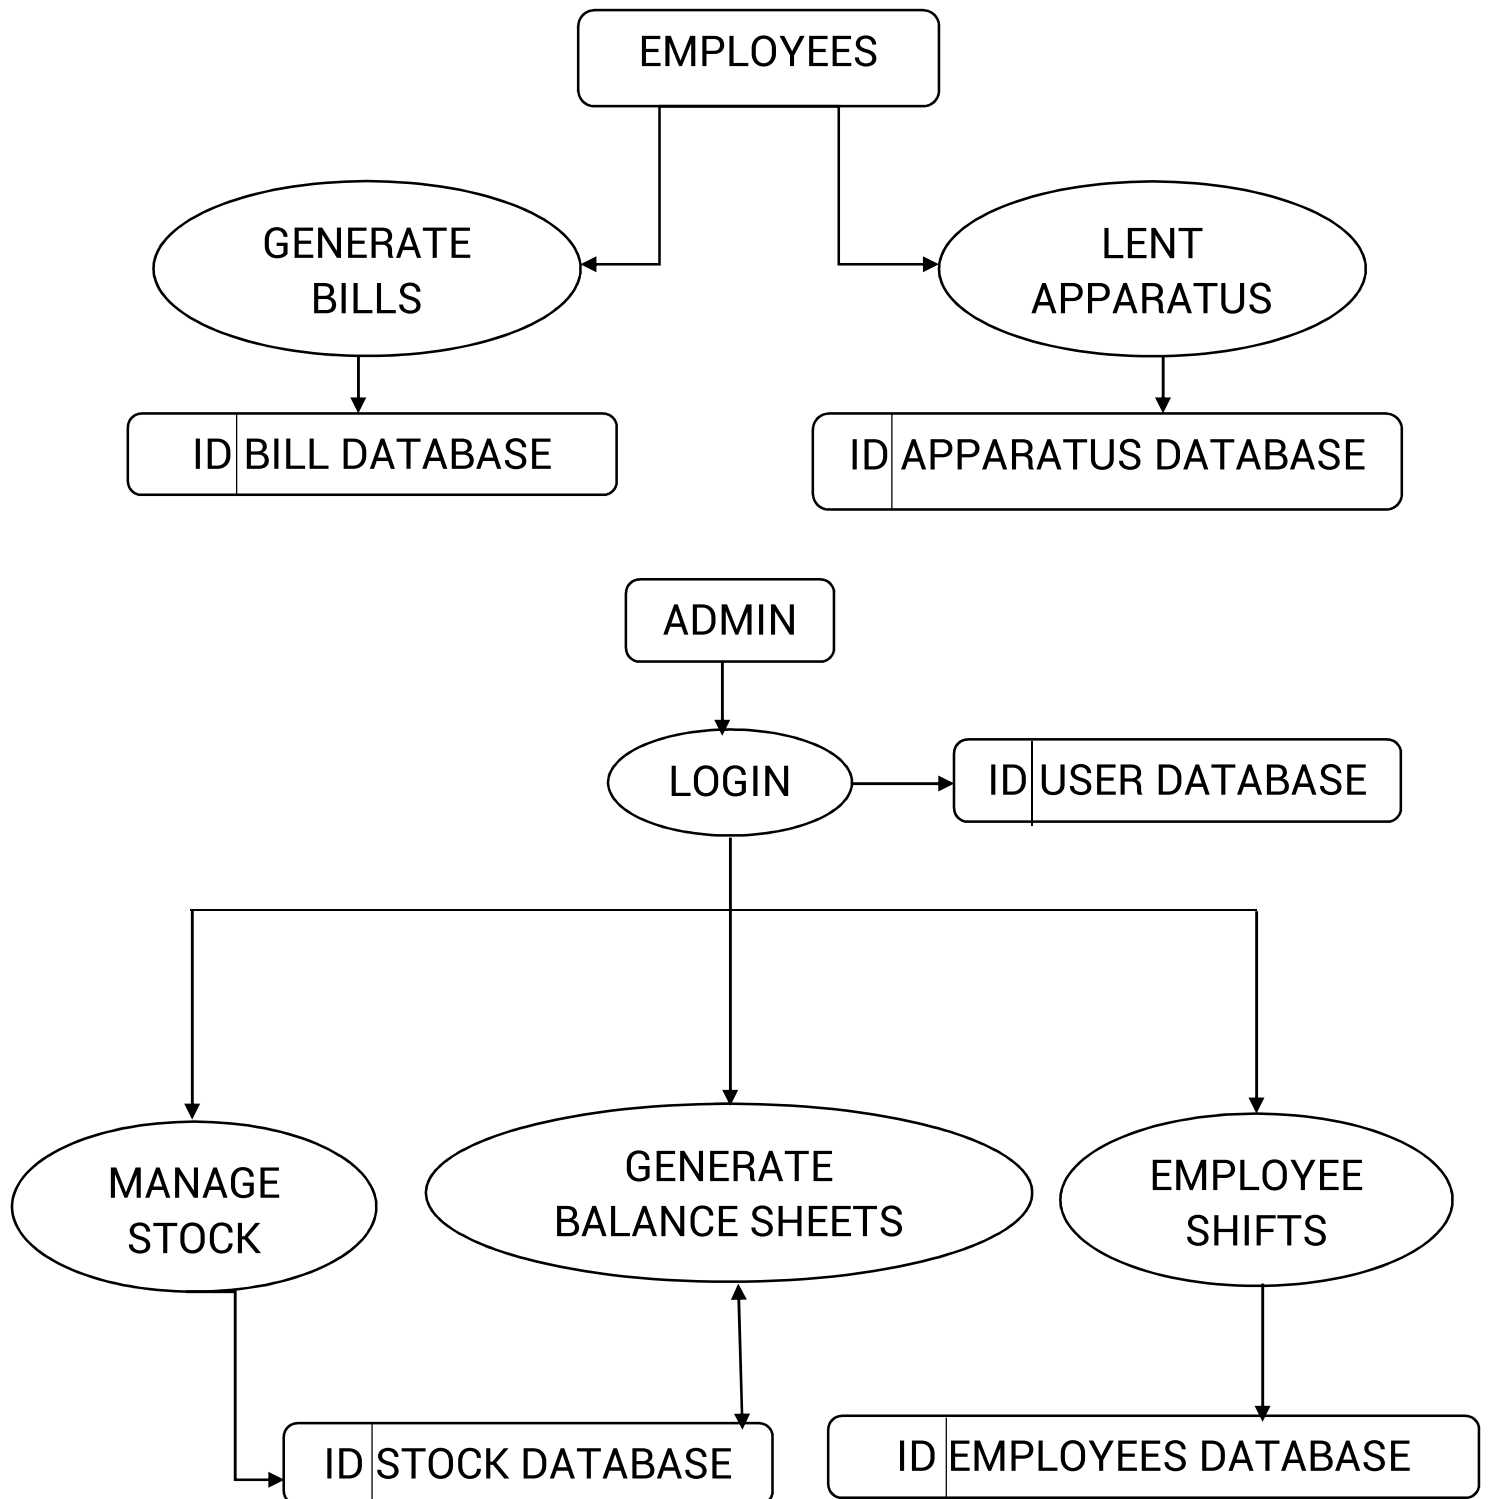 EMPLOYEES
GENERATE
BILLS
LENT
APPARATUS
ID BILL DATABASE
ID APPARATUS DATABASE
ADMIN
LOGIN
ID USER DATABASE
MANAGE
STOCK
GENERATE
BALANCE SHEETS
EMPLOYEE
SHIFTS
ID STOCK DATABASE
ID EMPLOYEES DATABASE